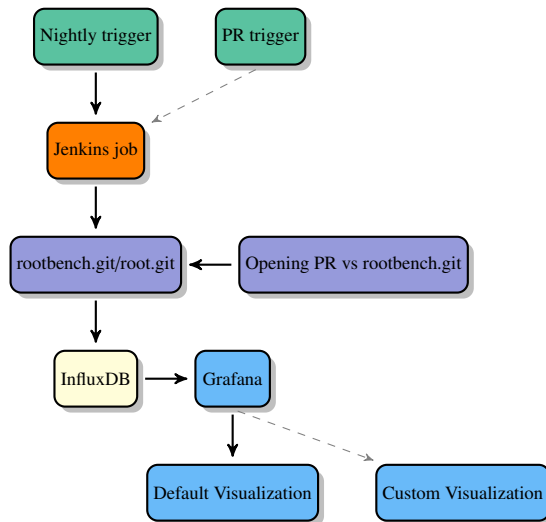 Nightly trigger
PR trigger
Jenkins job
rootbench.git/root.git
Opening PR vs rootbench.git
InfluxDB
Grafana
Default Visualization
Custom Visualization